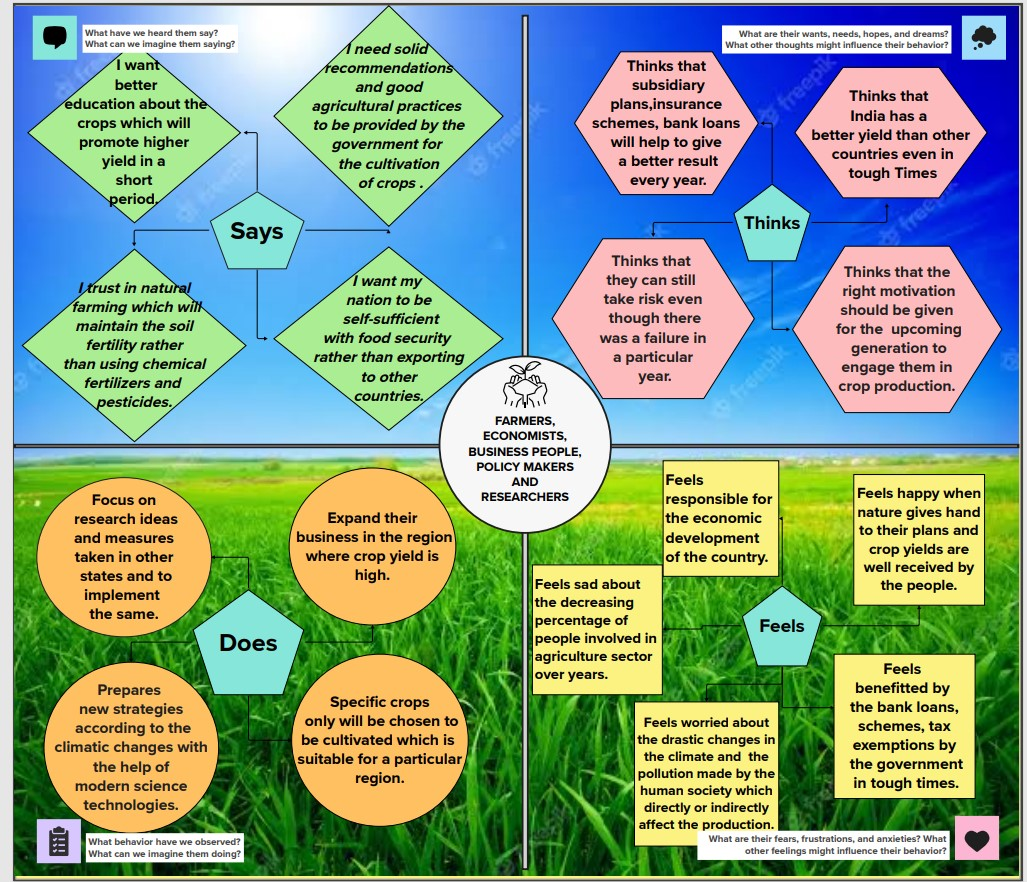 What have we heard them say?
What can we imagine them saying?
I want
better
education about the
crops which will
promote higher
yield in a
short
period.
I need solid
recommendations
and good
agricultural practices
to be provided by the
government for
the cultivation
of crops .
Says
I trust in natural
farming which will
maintain the soil
fertility rather
than using chemical
fertilizers and
pesticides.
I want my
nation to be
self-sufficient
with food security
rather than exporting
to other
countries.
What are their wants, needs, hopes, and dreams?
What other thoughts might influence their behavior?
Thinks that
subsidiary
plans,insurance
schemes, bank loans
will help to give
a better result
every year.
Thinks that
India has a
better yield than other
countries even in
tough Times
Thinks
Thinks that
they can still
take risk even
though there
was a failure in
a particular
year.
Thinks that the
right motivation
should be given
for the upcoming
generation to
engage them in
crop production.
FARMERS,
ECONOMISTS,
BUSINESS PEOPLE,
POLICY MAKERS
AND
RESEARCHERS
Focus on
research ideas
and measures
taken in other
states and to
implement
the same.
Expand their
business in the region
where crop yield is
high.
Does
Prepares
new strategies
according to the
climatic changes with
the help of
modern science
technologies.
Specific crops
only will be chosen to
be cultivated which is
suitable for a particular
region.
What behavior have we observed?
What can we imagine them doing?
Feels
responsible for
the economic
development
of the country.
Feels happy when
nature gives hand
to their plans and
crop yields are
well received by
the people.
Feels sad about
the decreasing
percentage of
people involved in
agriculture sector
over years.
Feels
Feels worried about
the drastic changes in
the climate and the
pollution made by the
human society which
directly or indirectly
affect the production.
Feels
benefitted by
the bank loans,
schemes, tax
exemptions by
the government
in tough times.
What are their fears, frustrations, and anxieties? What
other feelings might influence their behavior?
freepik
freepik
freepik
freepik
freepik